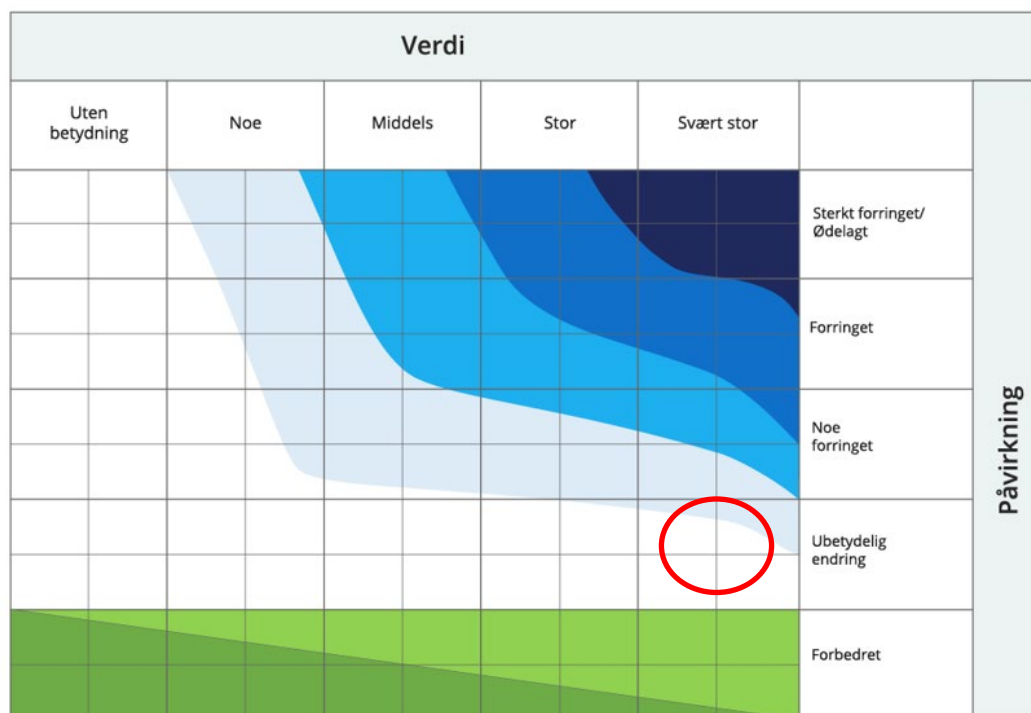 Verdi
Uten
betydning
Noe
Middels
Stor
Svært stor
Påvirkning
Sterkt forringet/
Ødelagt
Forringet
Noe
forringet
Ubetydelig
endring
Forbedret